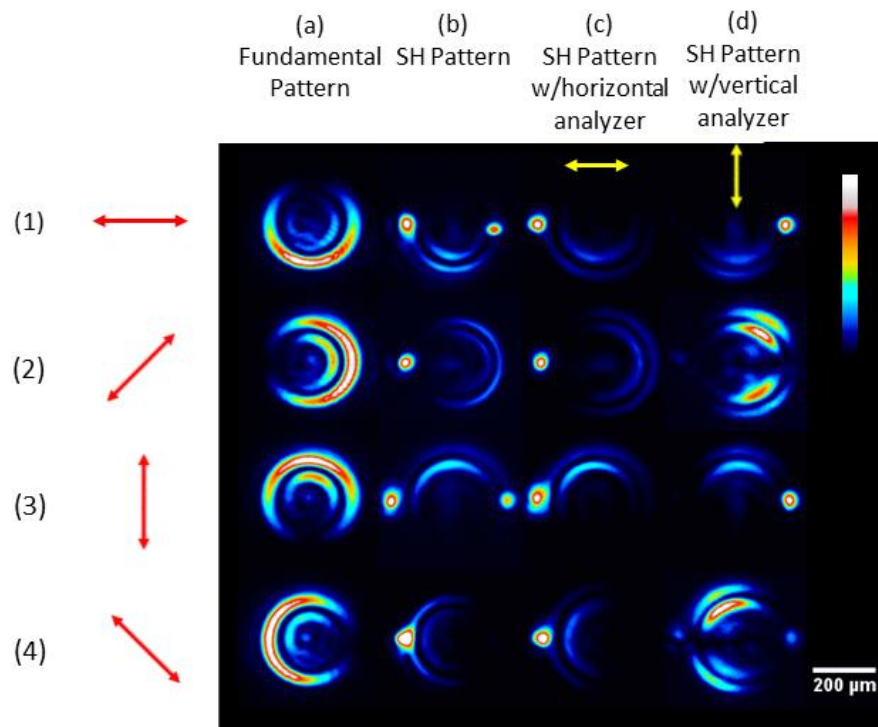 (a)
Fundamental
Pattern
(b)
SH Pattern
(c)
SH Pattern
w/horizontal
analyzer
(d)
SH Pattern
w/vertical
analyzer
(1)
(2)
(3)
(4)
200 µm